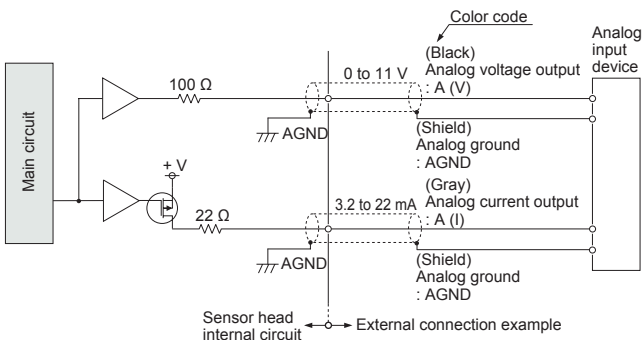 Color code
Analog
input
device
(Black)
Analog voltage output
: A (V)
0 to 11 V
100 Ω
Main circuit
AGND
(Shield)
Analog ground
: AGND
+ V
(Gray)
Analog current output
: A (I)
3.2 to 22 mA
22 Ω
AGND
(Shield)
Analog ground
: AGND
Sensor head
internal circuit
External connection example